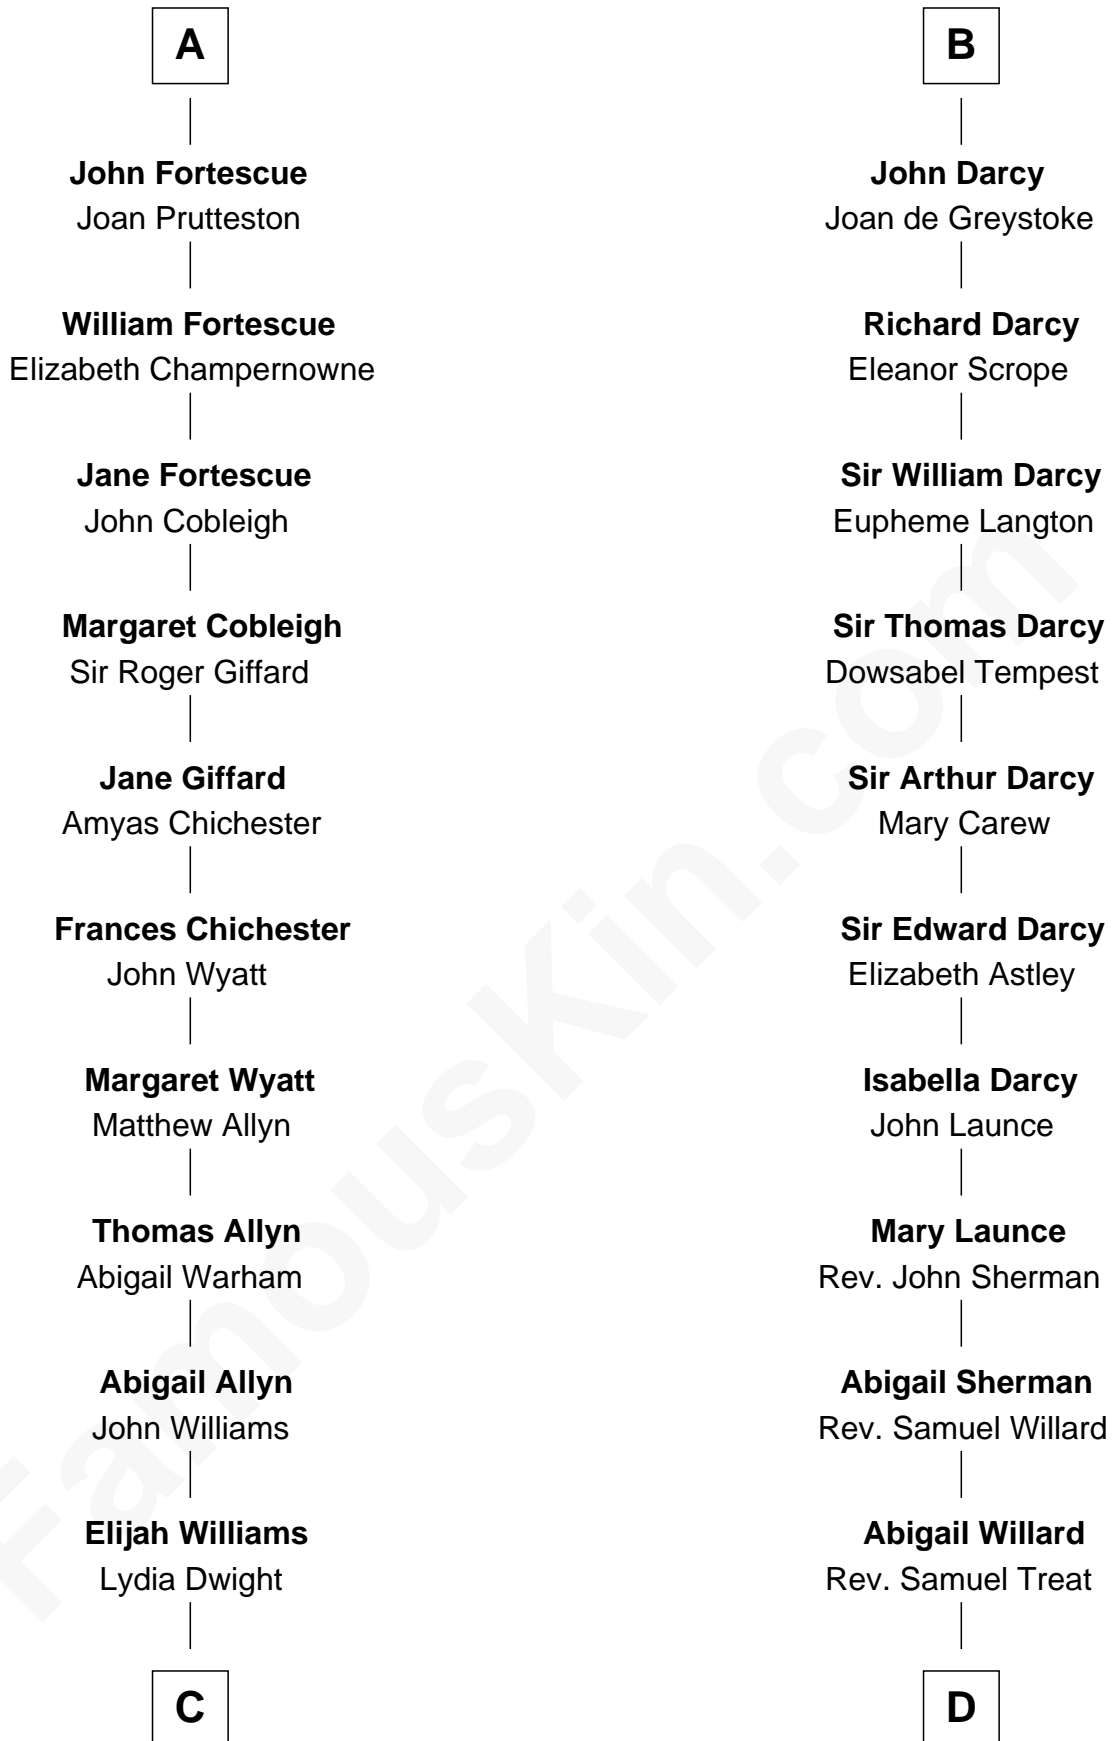 A
John Fortescue
Joan Prutteston
William Fortescue
Elizabeth Champernowne
Jane Fortescue
John Cobleigh
Margaret Cobleigh
Sir Roger Giffard
Jane Giffard
Amyas Chichester
Frances Chichester
John Wyatt
Margaret Wyatt
Matthew Allyn
Thomas Allyn
Abigail Warham
Abigail Allyn
John Williams
Elijah Williams
Lydia Dwight
C
B
John Darcy
Joan de Greystoke
Richard Darcy
Eleanor Scrope
Sir William Darcy
Eupheme Langton
Sir Thomas Darcy
Dowsabel Tempest
Sir Arthur Darcy
Mary Carew
Sir Edward Darcy
Elizabeth Astley
Isabella Darcy
John Launce
Mary Launce
Rev. John Sherman
Abigail Sherman
Rev. Samuel Willard
Abigail Willard
Rev. Samuel Treat
D
FamousKin.com